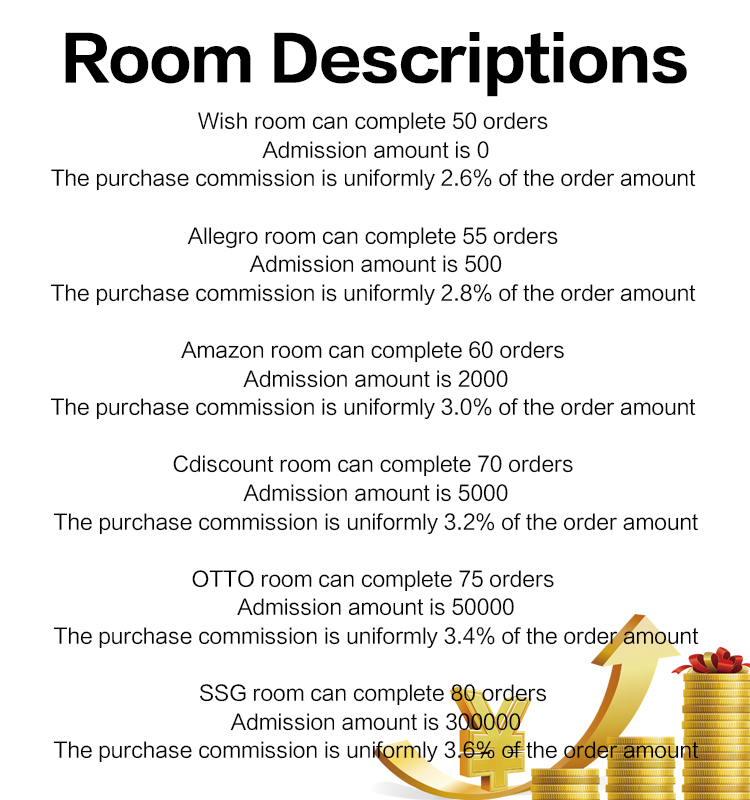 Room Descriptions
Wish room can complete 50 orders
Admission amount is 0
The purchase commission is uniformly 2.6% of the order amount
Allegro room can complete 55 orders
Admission amount is 500
The purchase commission is uniformly 2.8% of the order amount
Amazon room can complete 60 orders
Admission amount is 2000
The purchase commission is uniformly 3.0% of the order amount
Cdiscount room can complete 70 orders
Admission amount is 5000
The purchase commission is uniformly 3.2% of the order amount
OTTO room can complete 75 orders
Admission amount is 50000
The purchase commission is uniformly 3.4% of the order amount
SSG room can complete 80 orders
Admission amount is 300000
The purchase commission is uniformly 3.6% of the order amount
¥